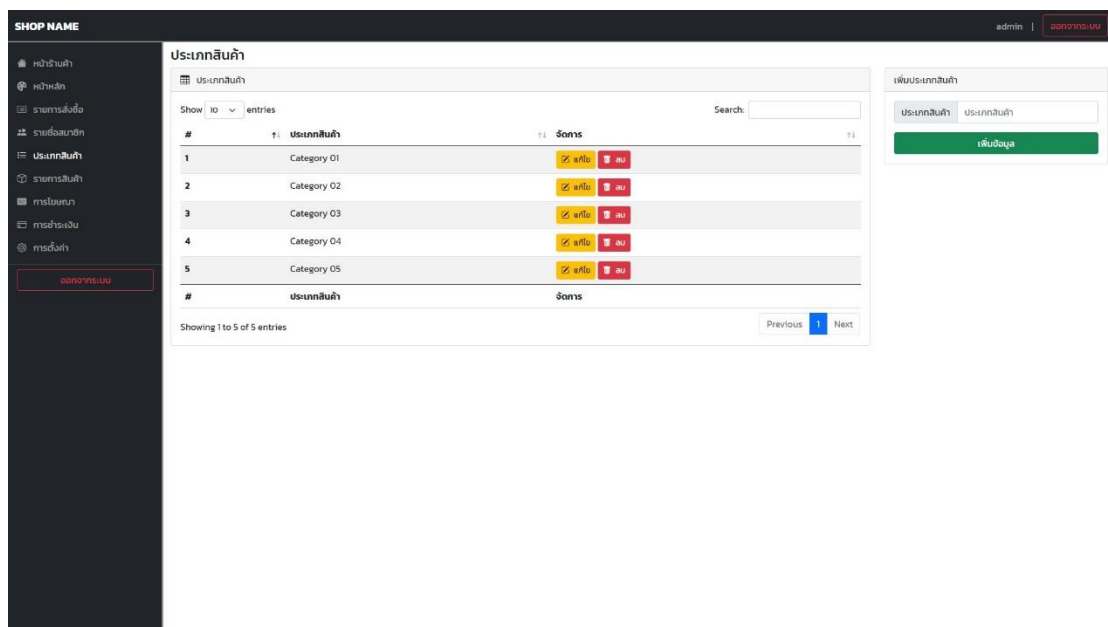 SHOP NAME
admin | ออกจากระบบ
หน้าร้านค้า
หน้าหลัก
รายการสั่งซื้อ
รายชื่อสมาชิก
ประเภทสินค้า
รายการสินค้า
การโฆษณา
การชำระเงิน
การตั้งค่า
ออกจากระบบ
ประเภทสินค้า
ประเภทสินค้า
Show 10 entries Search:
# ประเภทสินค้า จัดการ
1 Category 01 แก้ไข ลบ
2 Category 02 แก้ไข ลบ
3 Category 03 แก้ไข ลบ
4 Category 04 แก้ไข ลบ
5 Category 05 แก้ไข ลบ
# ประเภทสินค้า จัดการ
Showing 1 to 5 of 5 entries Previous 1 Next
เพิ่มประเภทสินค้า
ประเภทสินค้า ประเภทสินค้า
เพิ่มข้อมูล